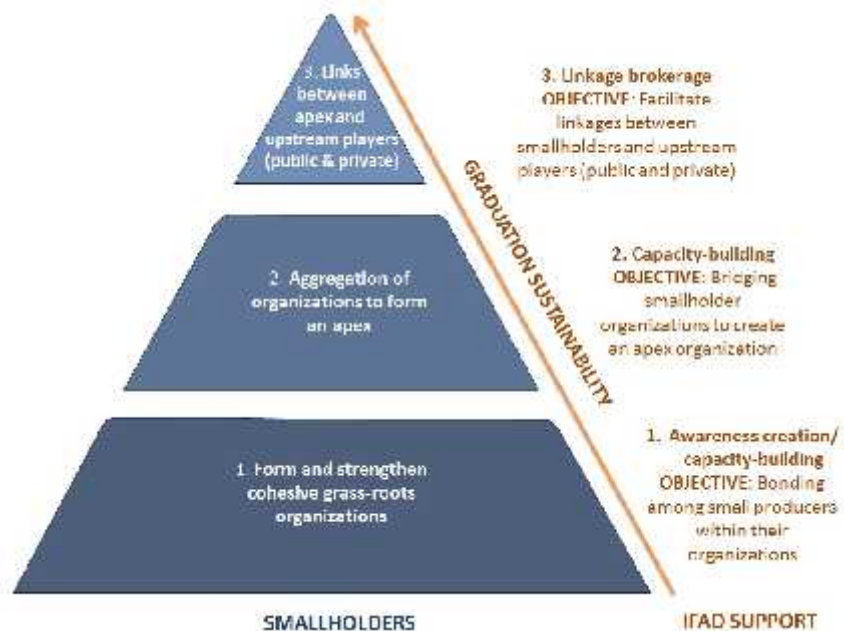 3. Links
between
apex and
upstream players
(public & private)
2. Aggregation of
organizations to form
an apex
1. Form and strengthen
cohesive grass-roots
organizations
SMALLHOLDERS
GRADUATION SUSTAINABILITY
3. Linkage brokerage
OBJECTIVE: Facilitate
linkages between
smallholders and upstream
players (public and private)
2. Capacity-building
OBJECTIVE: Bridging
smallholder
organizations to create
an apex organization
1. Awareness creation/
capacity-building
OBJECTIVE: Bonding
among small producers
within their
organizations
IFAD SUPPORT